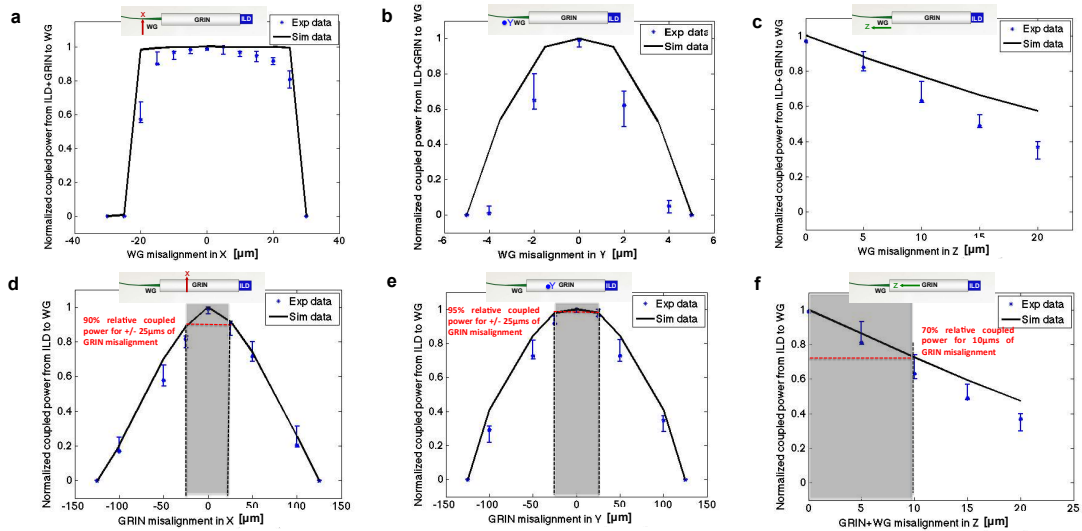 a
X
WG
GRIN
ILD
Normalized coupled power from ILD+GRIN to WG
Exp data
Sim data
1
0.8
0.6
0.4
0.2
0
-40
-20
0
20
40
WG misalignment in X [µm]
b
WG
Y
GRIN
ILD
Normalized coupled power from ILD+GRIN to WG
Exp data
Sim data
1
0.8
0.6
0.4
0.2
0
-6
-4
-2
0
2
4
6
WG misalignment in Y [µm]
c
WG
Z
GRIN
ILD
Normalized coupled power from ILD+GRIN to WG
Exp data
Sim data
1
0.8
0.6
0.4
0.2
0
0
5
10
15
20
WG misalignment in Z [µm]
d
X
WG
GRIN
ILD
Normalized coupled power from ILD to WG
Exp data
Sim data
90% relative coupled
power for +/- 25µms of
GRIN misalignment
1.0
0.8
0.6
0.4
0.2
0
-150
-100
-50
0
50
100
150
GRIN misalignment in X [µm]
e
WG
Y
GRIN
ILD
Normalized coupled power from ILD to WG
Exp data
Sim data
95% relative coupled
power for +/- 25µms of
GRIN misalignment
1.0
0.8
0.6
0.4
0.2
0
-150
-100
-50
0
50
100
150
GRIN misalignment in Y [µm]
f
WG
Z
GRIN
ILD
Normalized coupled power from ILD to WG
Exp data
Sim data
70% relative coupled
power for 10µms of
GRIN misalignment
1.0
0.8
0.6
0.4
0.2
0
0
5
10
15
20
GRIN+WG misalignment in Z [µm]